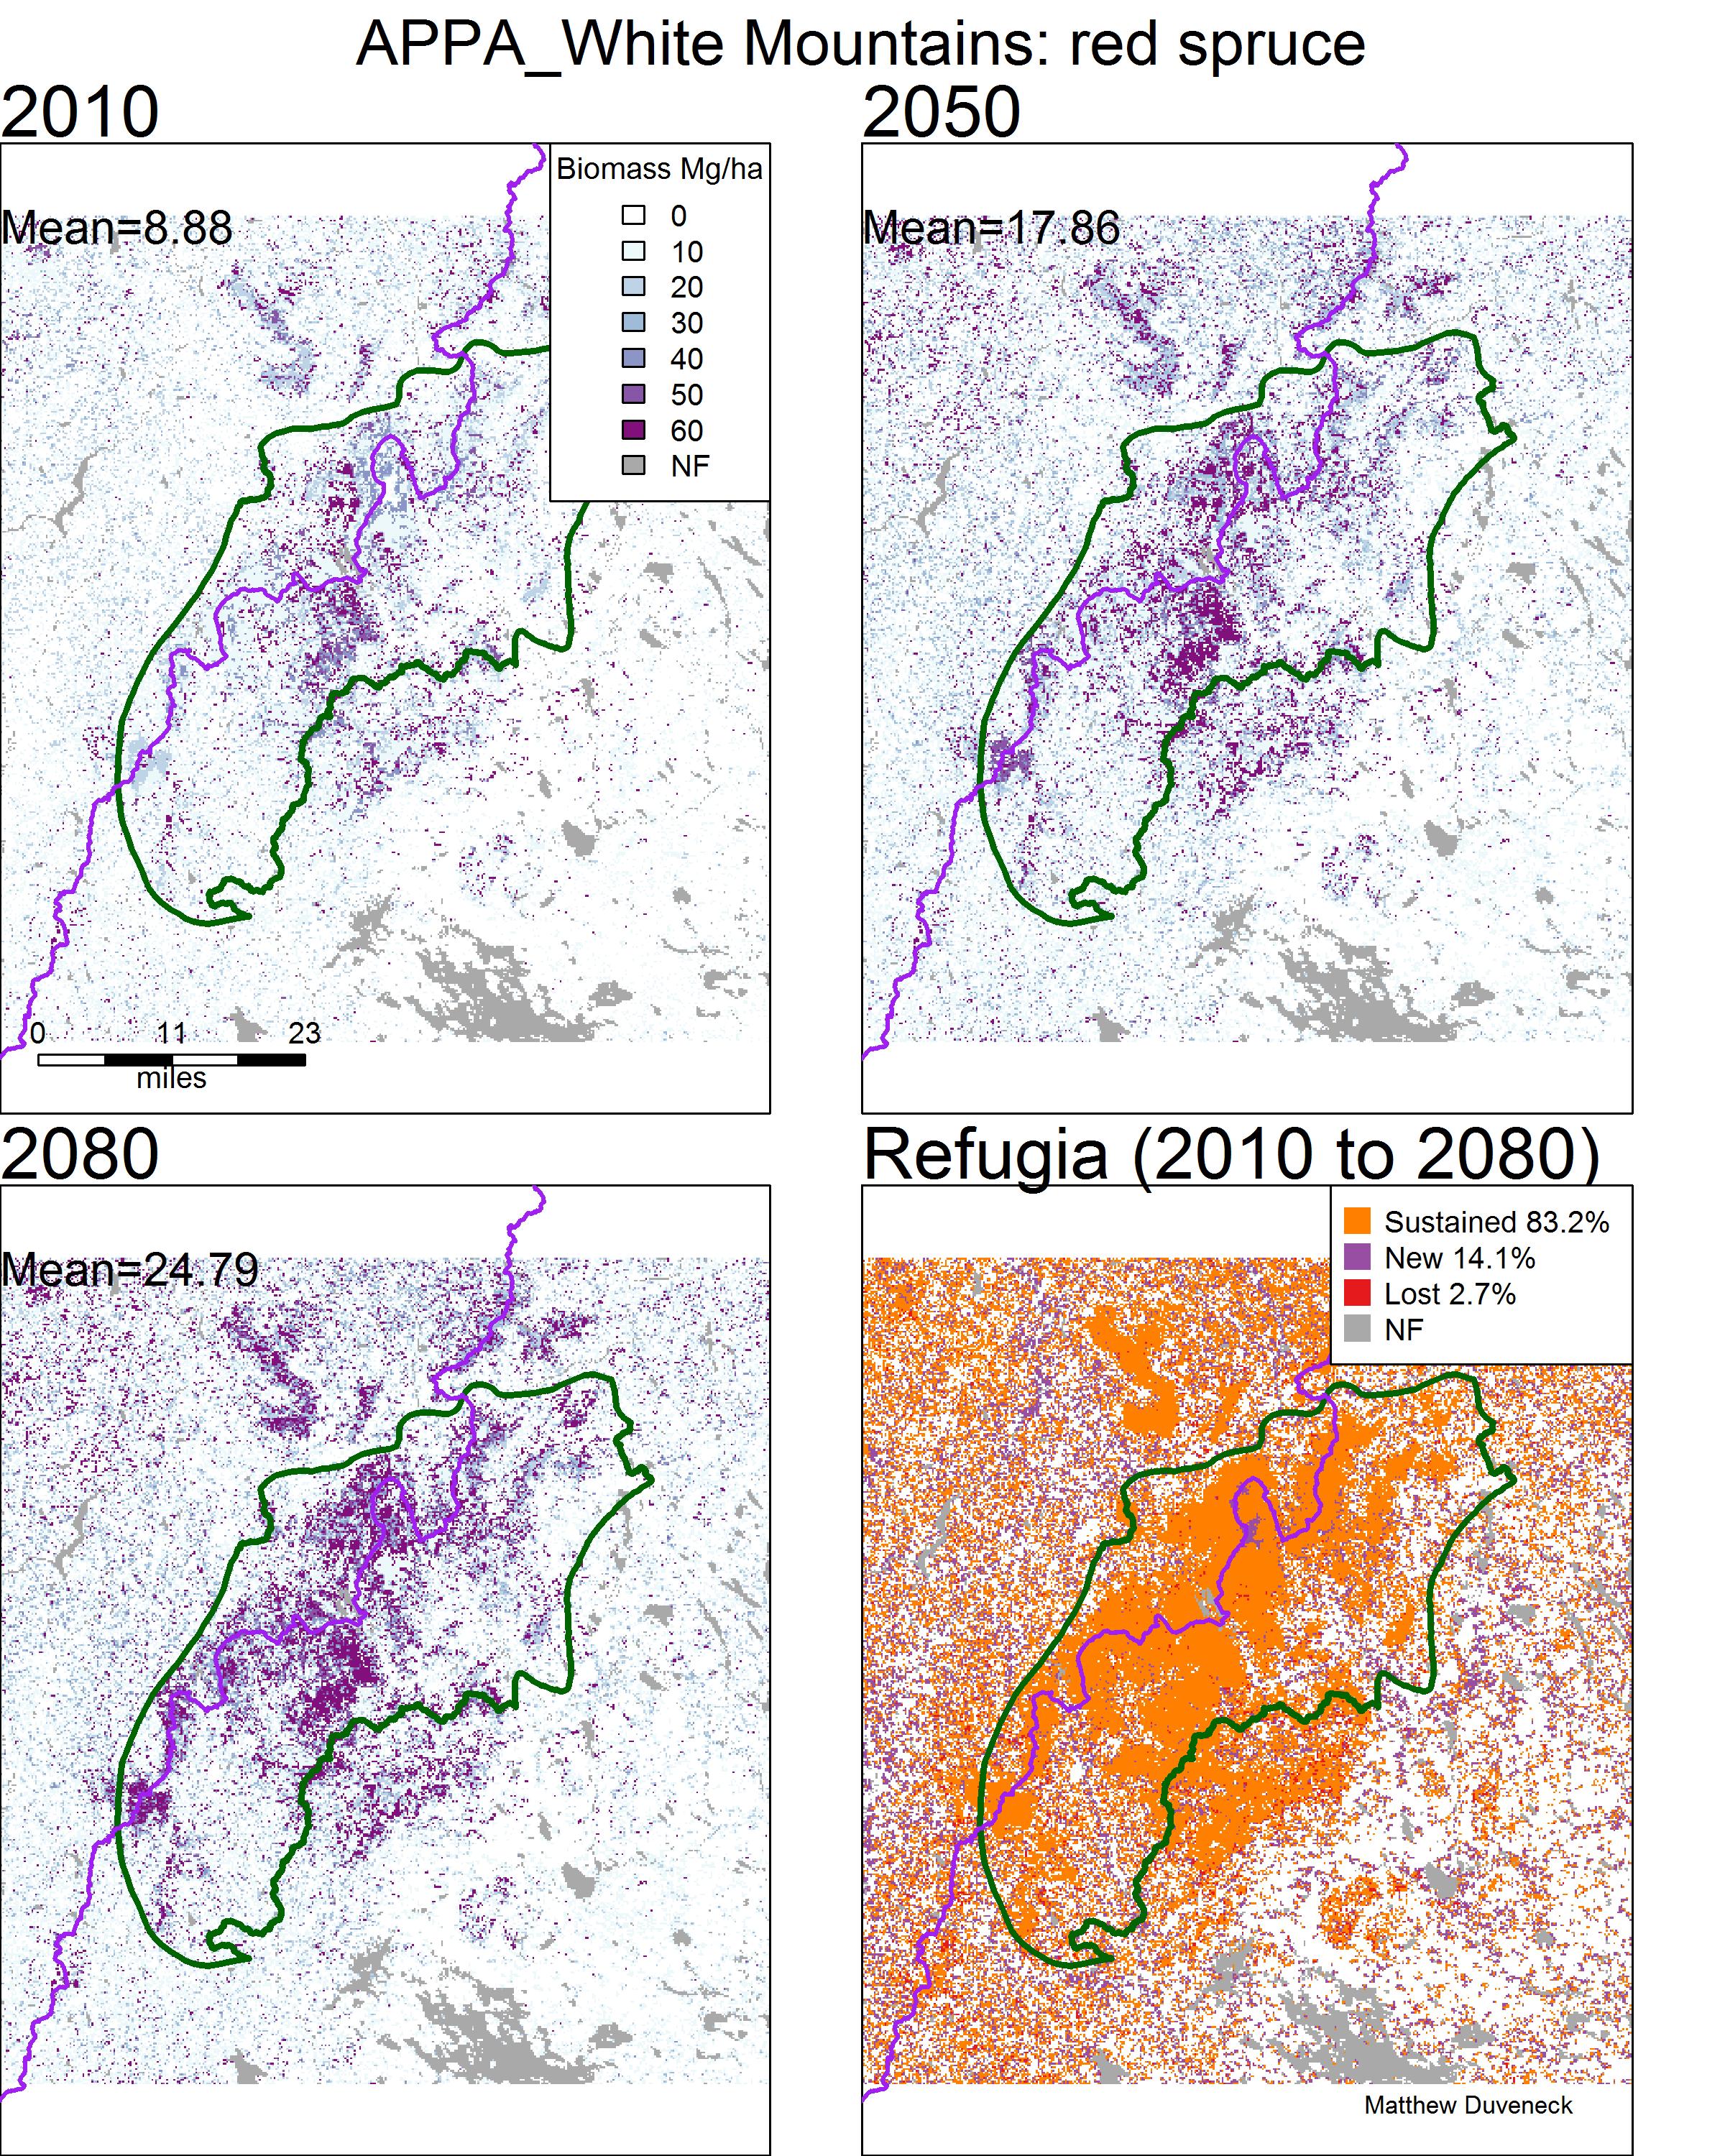 APPA_White Mountains: red spruce
2010
Mean=8.88
Biomass Mg/ha
0
10
20
30
40
50
60
NF
0 11 23
miles
2050
Mean=17.86
2080
Mean=24.79
Refugia (2010 to 2080)
Sustained 83.2%
New 14.1%
Lost 2.7%
NF
Matthew Duveneck